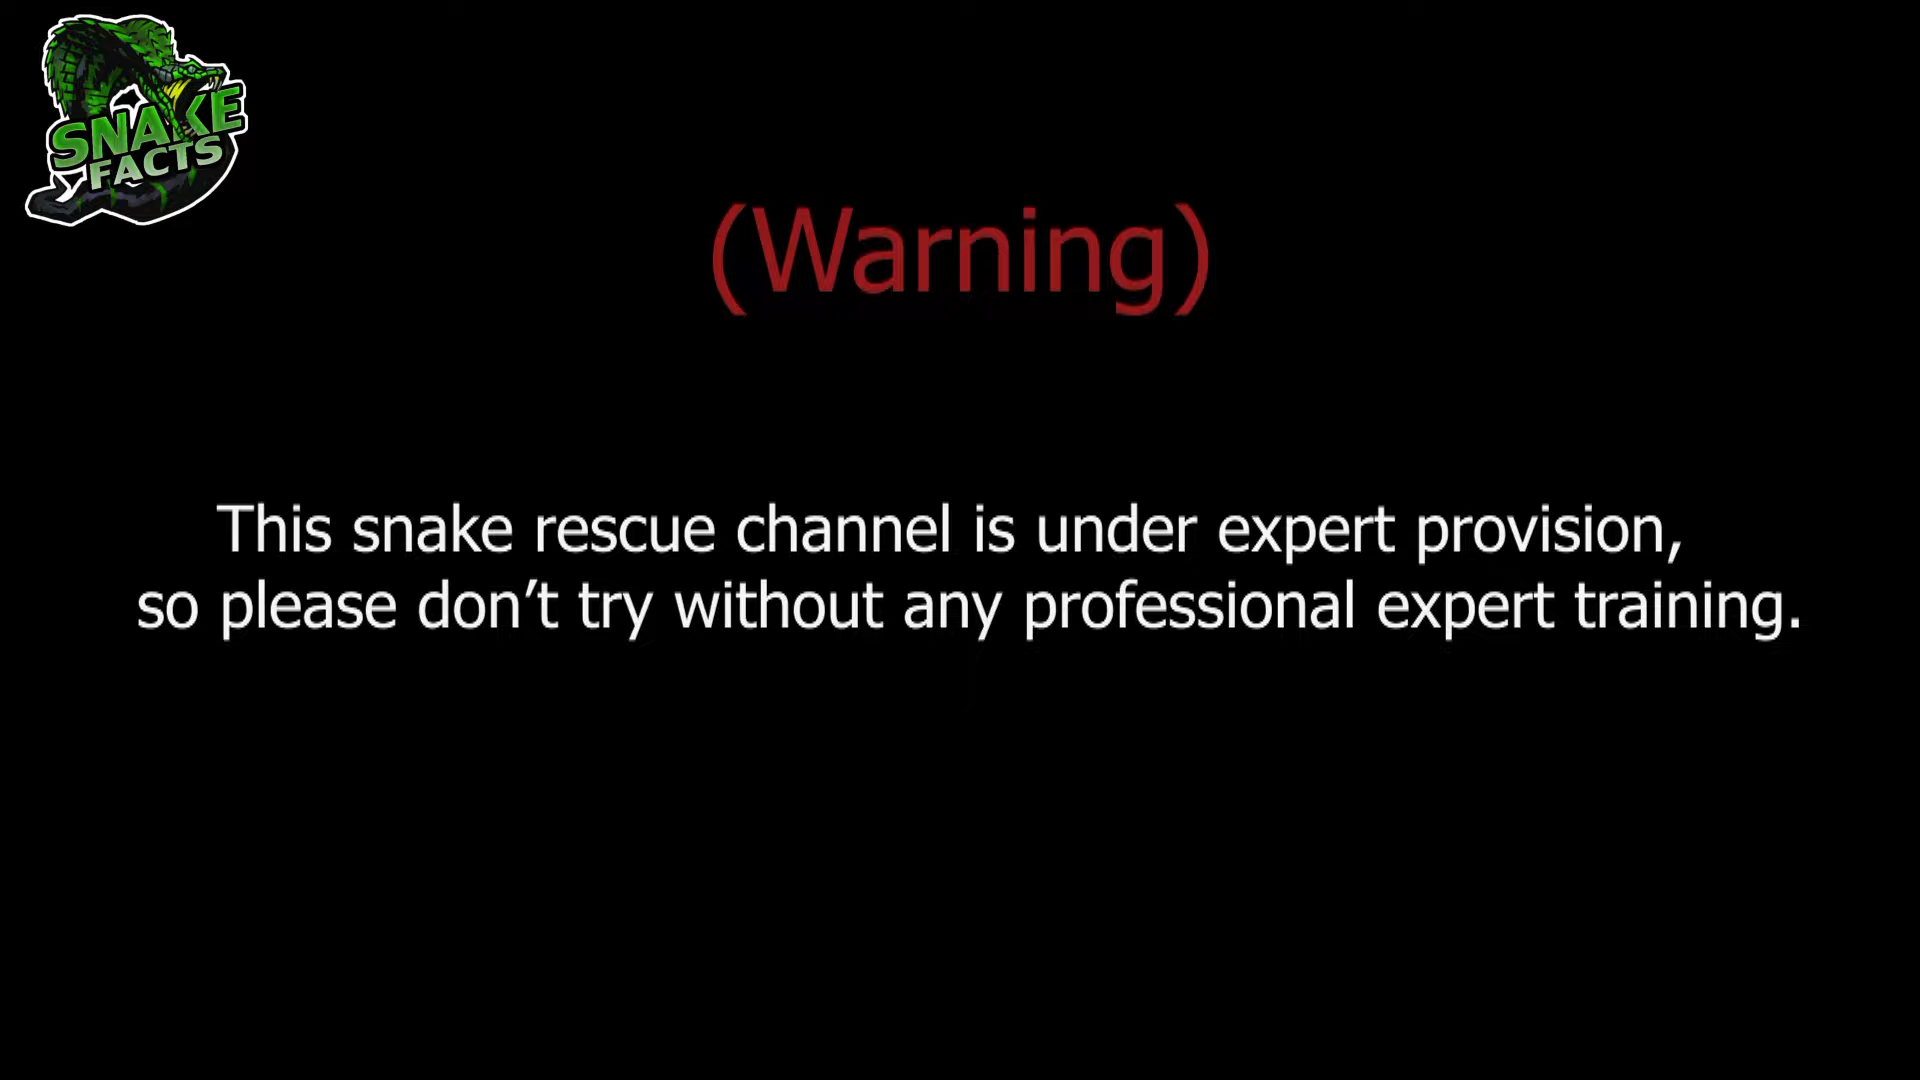 SNAKE
FACTS
(Warning)
This snake rescue channel is under expert provision,
so please don’t try without any professional expert training.